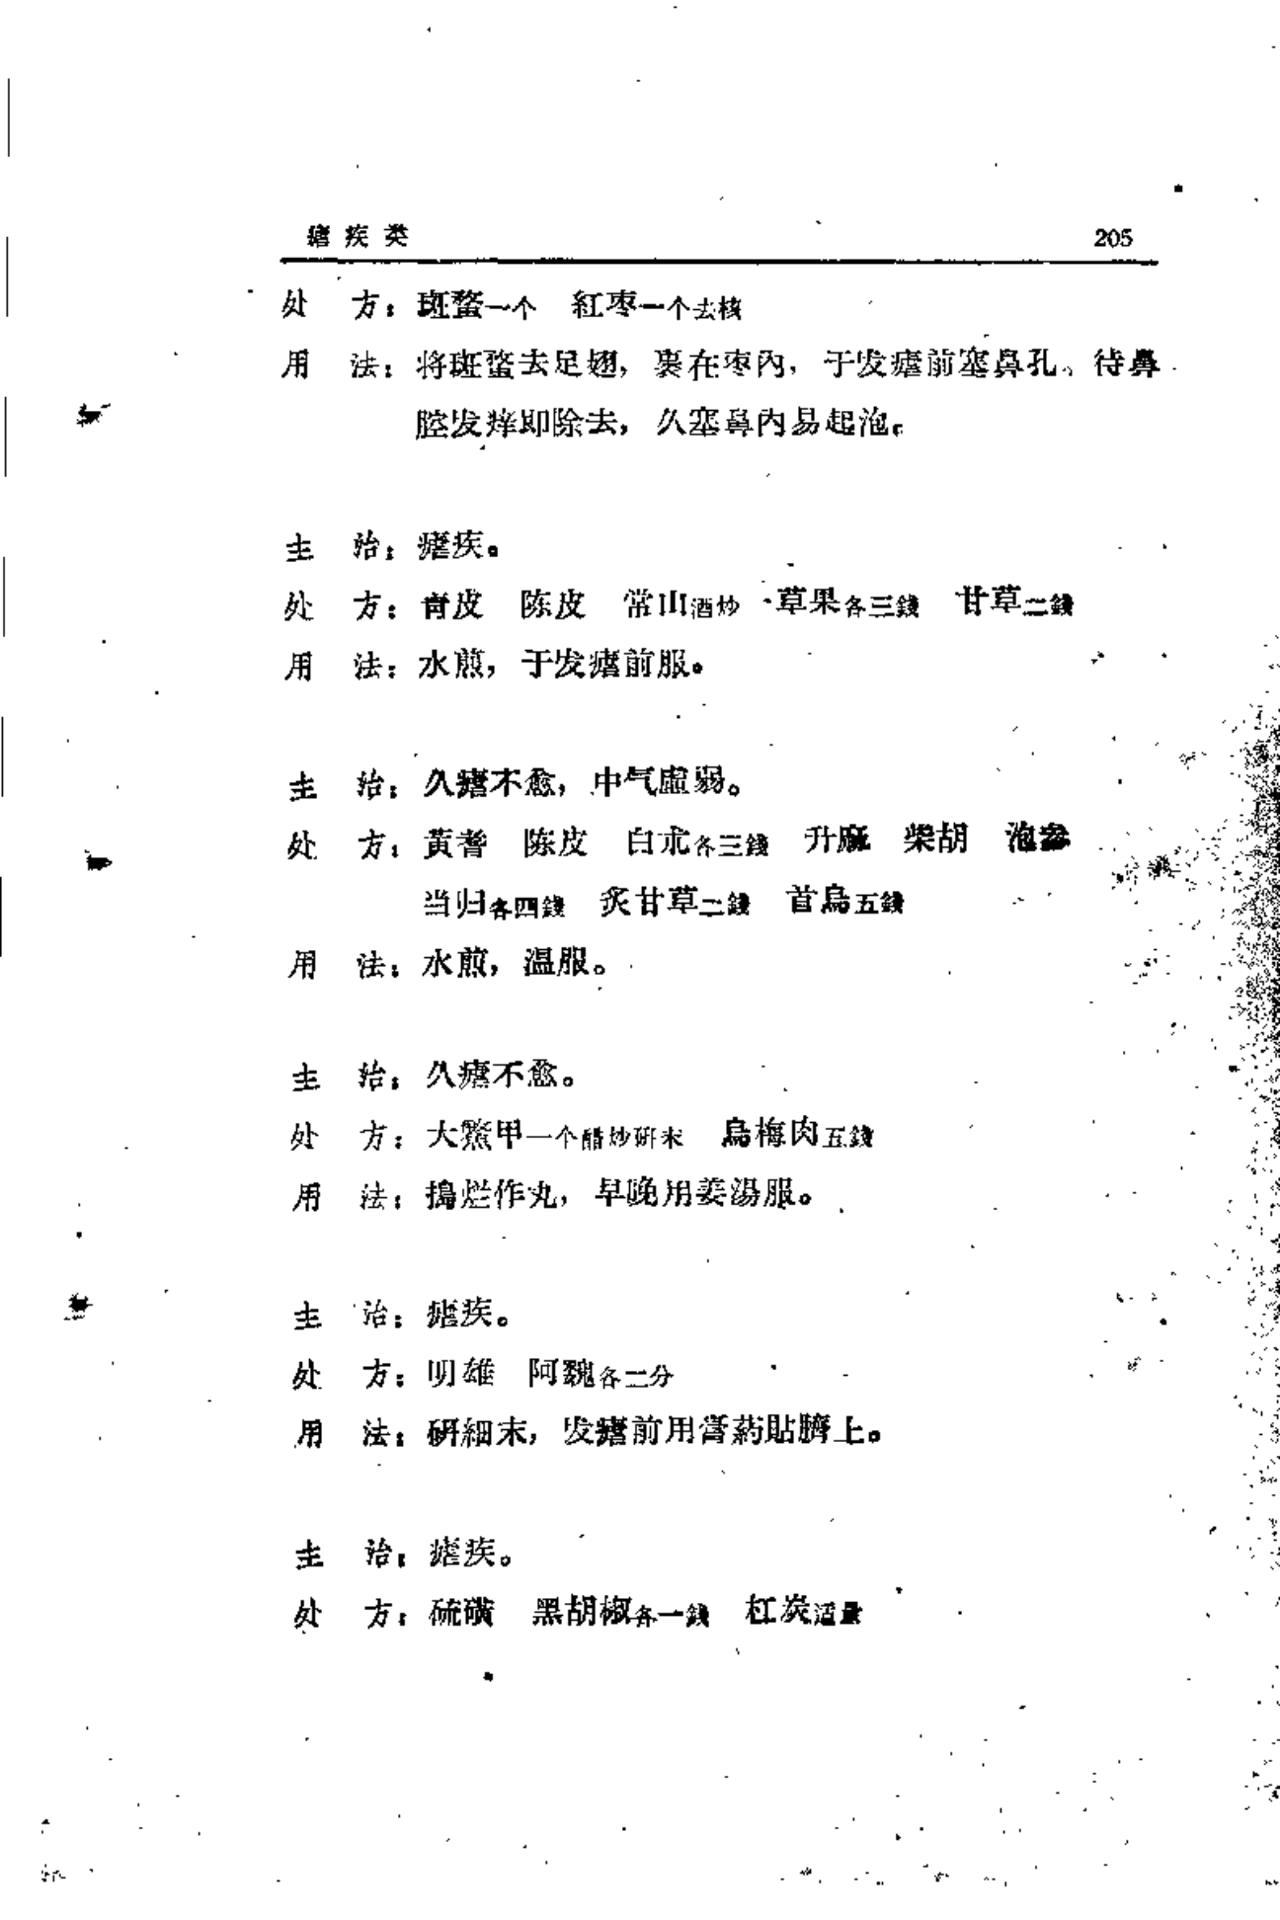 瘧疾类 205
处 方：斑蝥一个 紅枣一个去核
用 法：将斑蝥去足翅，裹在枣內，于发瘧前塞鼻孔。待鼻
腔发痒即除去，久塞鼻內易起泡。
主 治：瘧疾。
处 方：青皮 陈皮 常山酒炒 草果各三錢 甘草二錢
用 法：水煎，于发瘧前服。
主 治：久瘧不愈，中气虛弱。
处 方：黃耆 陈皮 白朮各三錢 升麻 柴胡 泡參
当归各四錢 炙甘草二錢 首烏五錢
用 法：水煎，温服。
主 治：久瘧不愈。
处 方：大鱉甲一个醋炒研末 烏梅肉五錢
用 法：搗烂作丸，早晚用姜湯服。
主 治：瘧疾。
处 方：明雄 阿魏各二分
用 法：研細末，发瘧前用膏葯貼臍上。
主 治：瘧疾。
处 方：硫磺 黑胡椒各一錢 杠炭适量